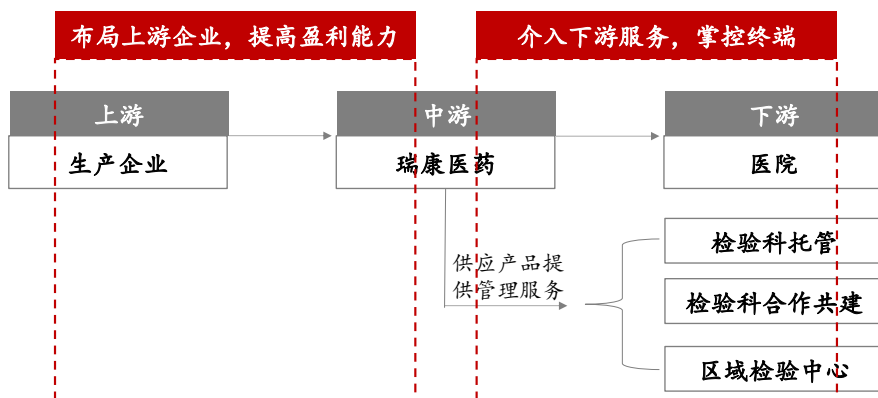 布局上游企业，提高盈利能力
介入下游服务，掌控终端
上游
中游
下游
生产企业
瑞康医药
医院
供应产品提
供管理服务
检验科托管
检验科合作共建
区域检验中心